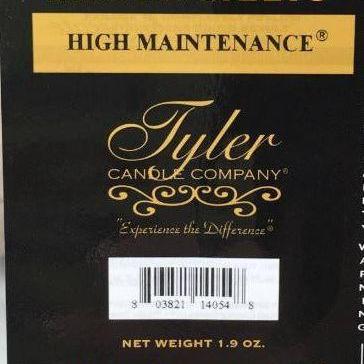 HIGH MAINTENANCE®
Tyler
CANDLE COMPANY®
"Experience the Difference"®
8 03821 14054 8
NET WEIGHT 1.9 OZ.